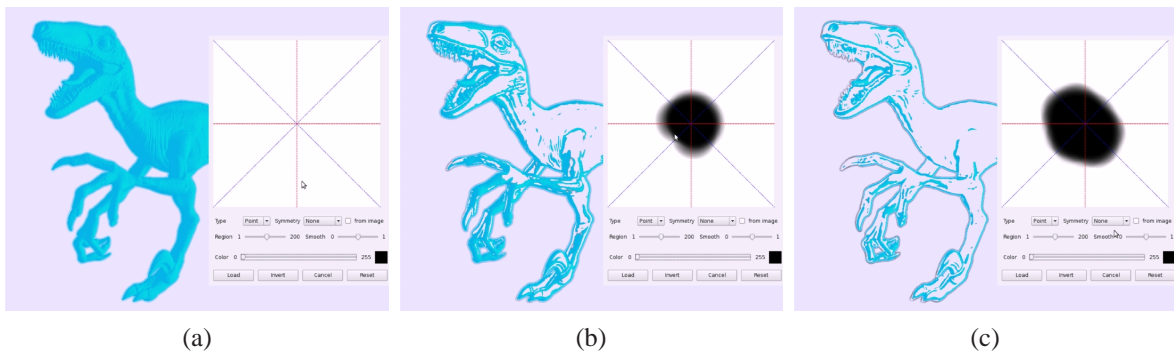 Type Point Symmetry None from image
Region 1 200 Smooth 0 1
Color 0 255
Load Invert Cancel Reset
Type Point Symmetry None from image
Region 1 200 Smooth 0 1
Color 0 255
Load Invert Cancel Reset
Type Point Symmetry None from image
Region 1 200 Smooth 0 1
Color 0 255
Load Invert Cancel Reset
(a) (b) (c)